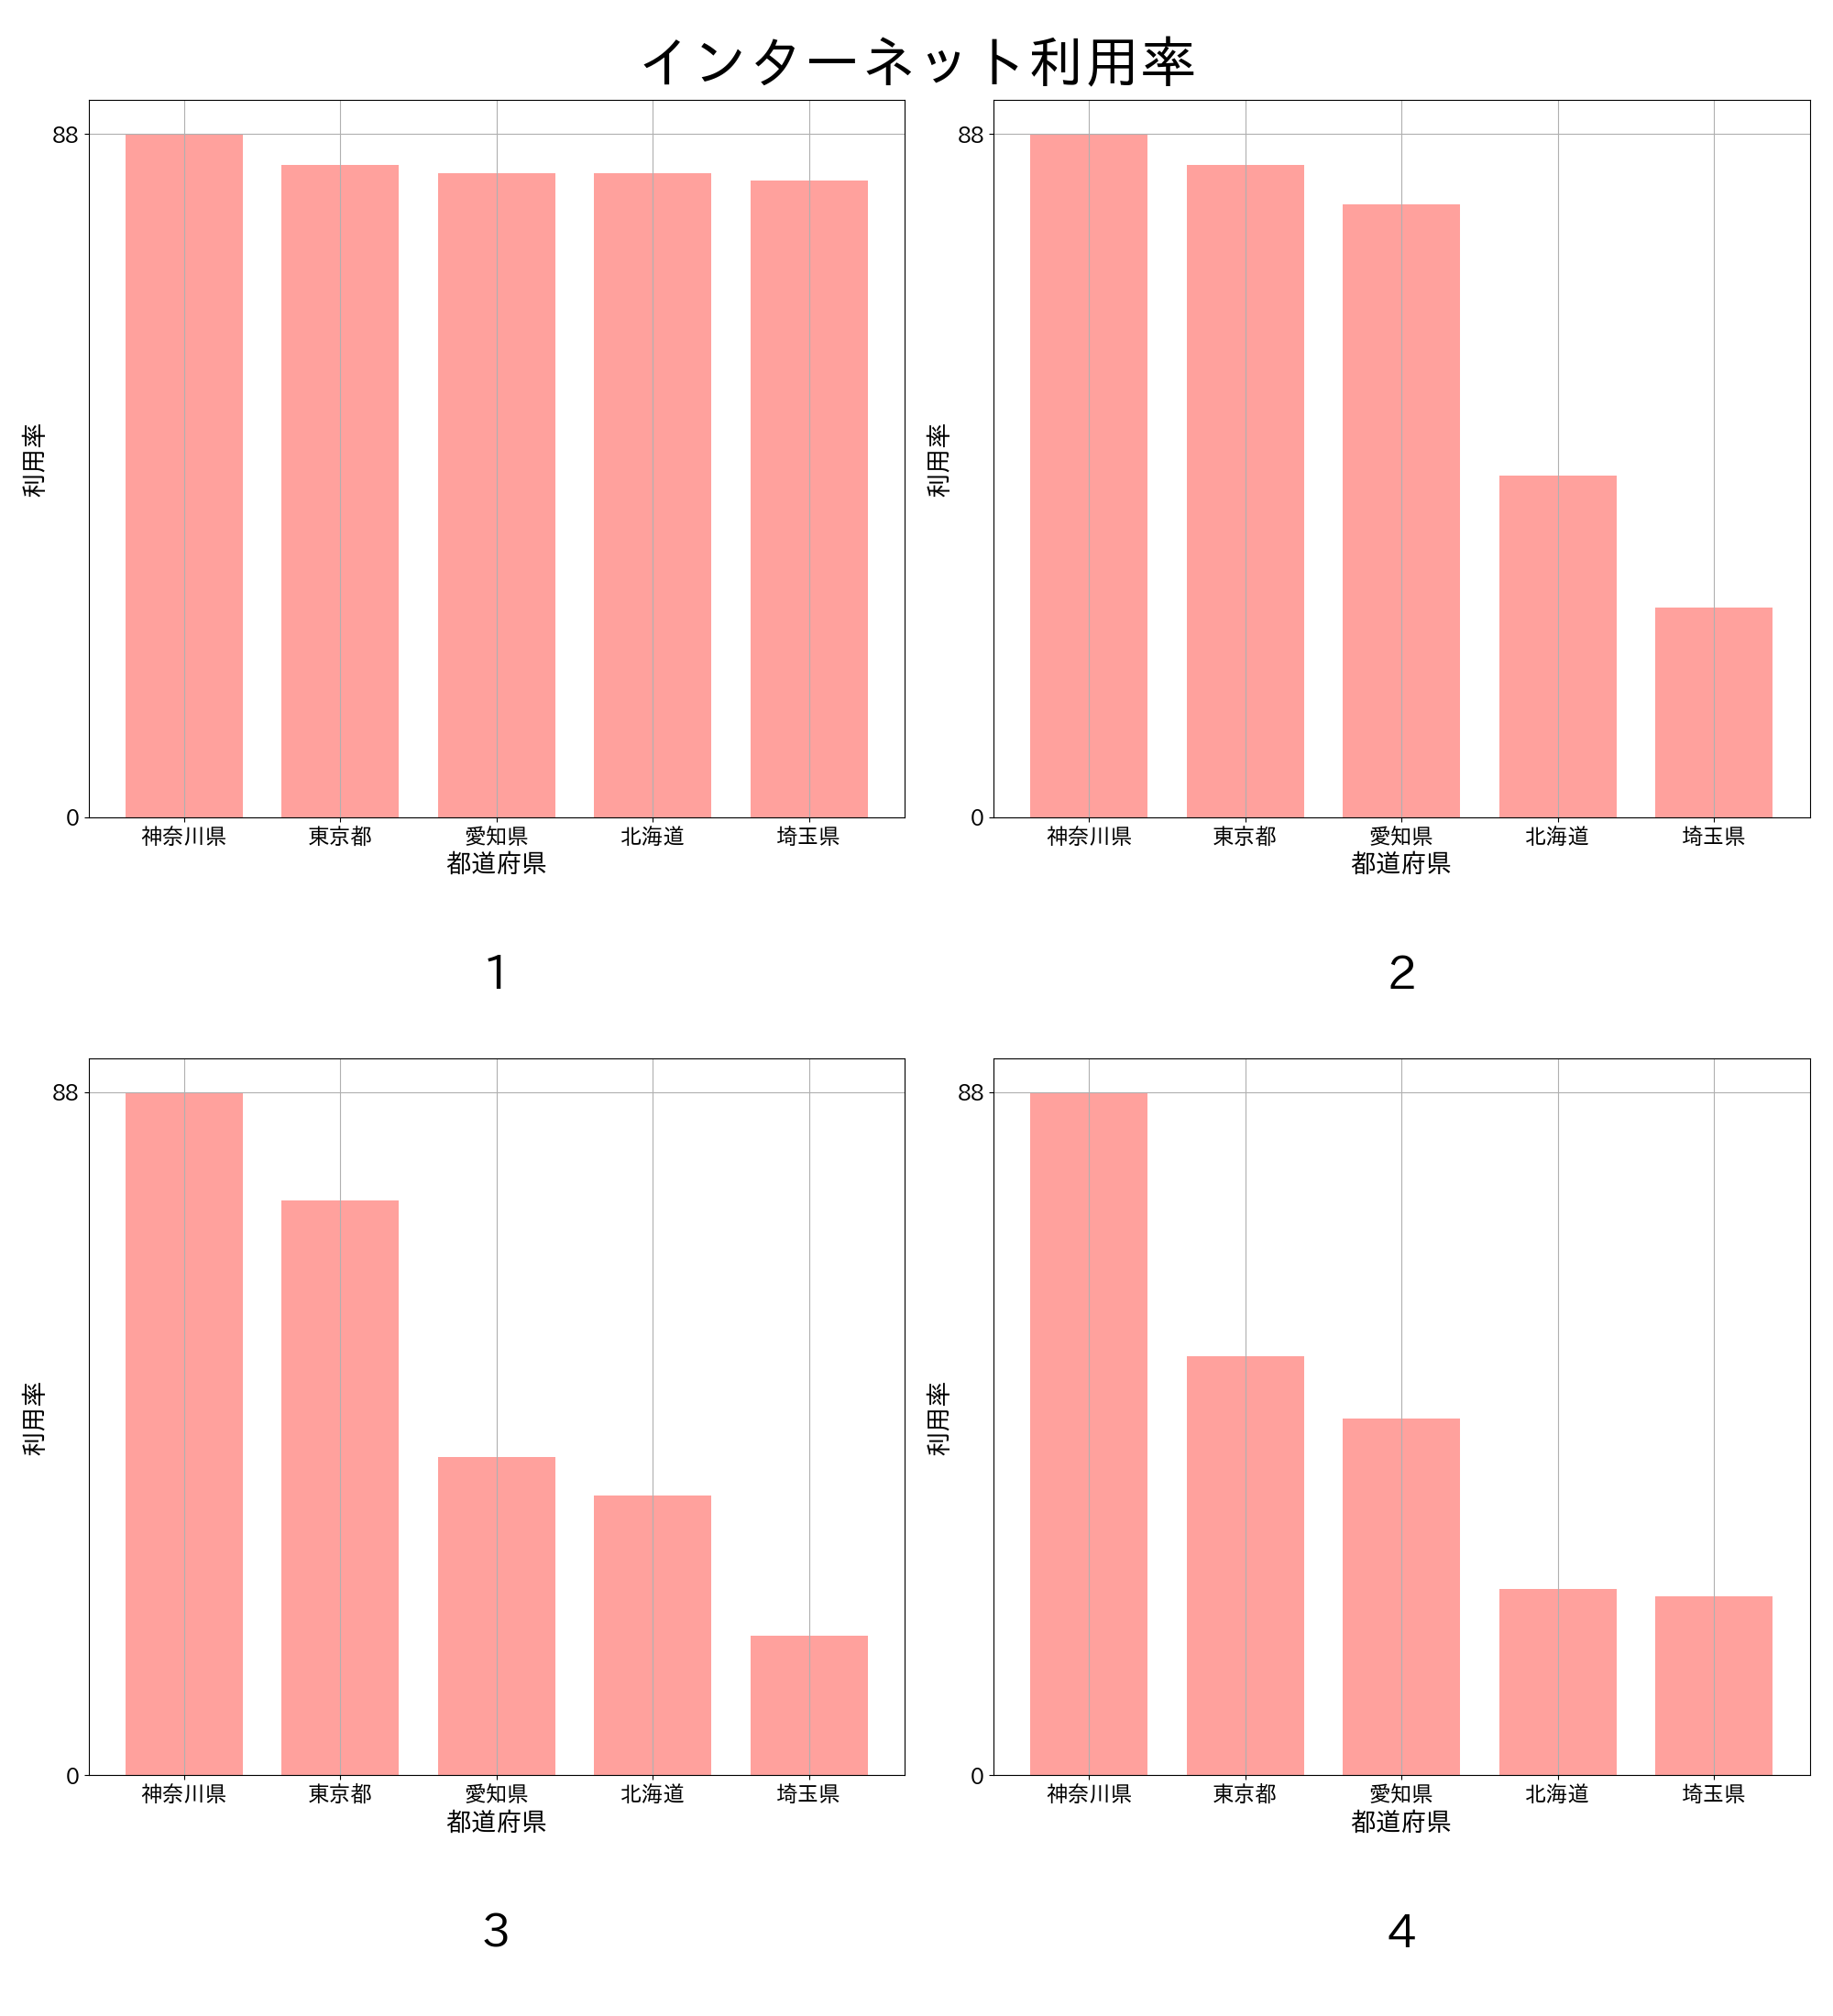 インターネット利用率
88
0
利用率
神奈川県 東京都 愛知県 北海道 埼玉県
都道府県
1
88
0
利用率
神奈川県 東京都 愛知県 北海道 埼玉県
都道府県
2
88
0
利用率
神奈川県 東京都 愛知県 北海道 埼玉県
都道府県
3
88
0
利用率
神奈川県 東京都 愛知県 北海道 埼玉県
都道府県
4